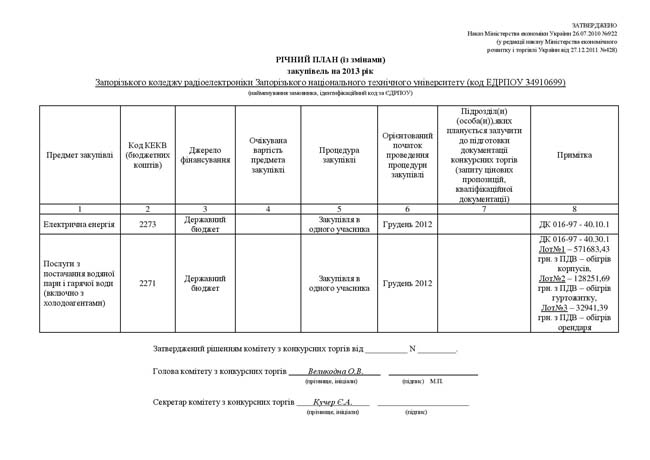 ЗАТВЕРДЖЕНО
Наказ Міністерства економіки України 26.07.2010 №922
(у редакції наказу Міністерства економічного
розвитку і торгівлі України від 27.12.2011 №428)
РІЧНИЙ ПЛАН (із змінами)
закупівель на 2013 рік
Запорізького коледжу радіоелектроніки Запорізького національного технічного університету (код ЕДРПОУ 34910699)
(найменування замовника, ідентифікаційний код за ЄДРПОУ)
Предмет закупівлі
Код КЕКВ
(бюджетних
коштів)
Джерело
фінансування
Очікувана
вартість
предмета
закупівлі
Процедура
закупівлі
Орієнтований
початок
проведення
процедури
закупівлі
Підрозділ(и)
(особа(и)),яких
планується залучити
до підготовки
документації
конкурсних торгів
(запиту цінових
пропозицій,
кваліфікаційної
документації)
Примітка
1 2 3 4 5 6 7 8
Електрична енергія
2273
Державний
бюджет
Закупівля в
одного учасника
Грудень 2012
ДК 016-97 - 40.10.1
Послуги з
постачання водяної
пари і гарячої води
(включно з
холодоагентами)
2271
Державний
бюджет
Закупівля в
одного учасника
Грудень 2012
ДК 016-97 - 40.30.1
Лот№1 – 571683,43
грн. з ПДВ – обігрів
корпусів,
Лот№2 – 128251,69
грн. з ПДВ – обігрів
гуртожитку,
Лот№3 – 32941,39
грн. з ПДВ – обігрів
орендаря
Затверджений рішенням комітету з конкурсних торгів від __________ N _________.
Голова комітету з конкурсних торгів Великодна О.В.
(прізвище, ініціали) (підпис) М.П.
Секретар комітету з конкурсних торгів Кучер Є.А.
(прізвище, ініціали) (підпис)